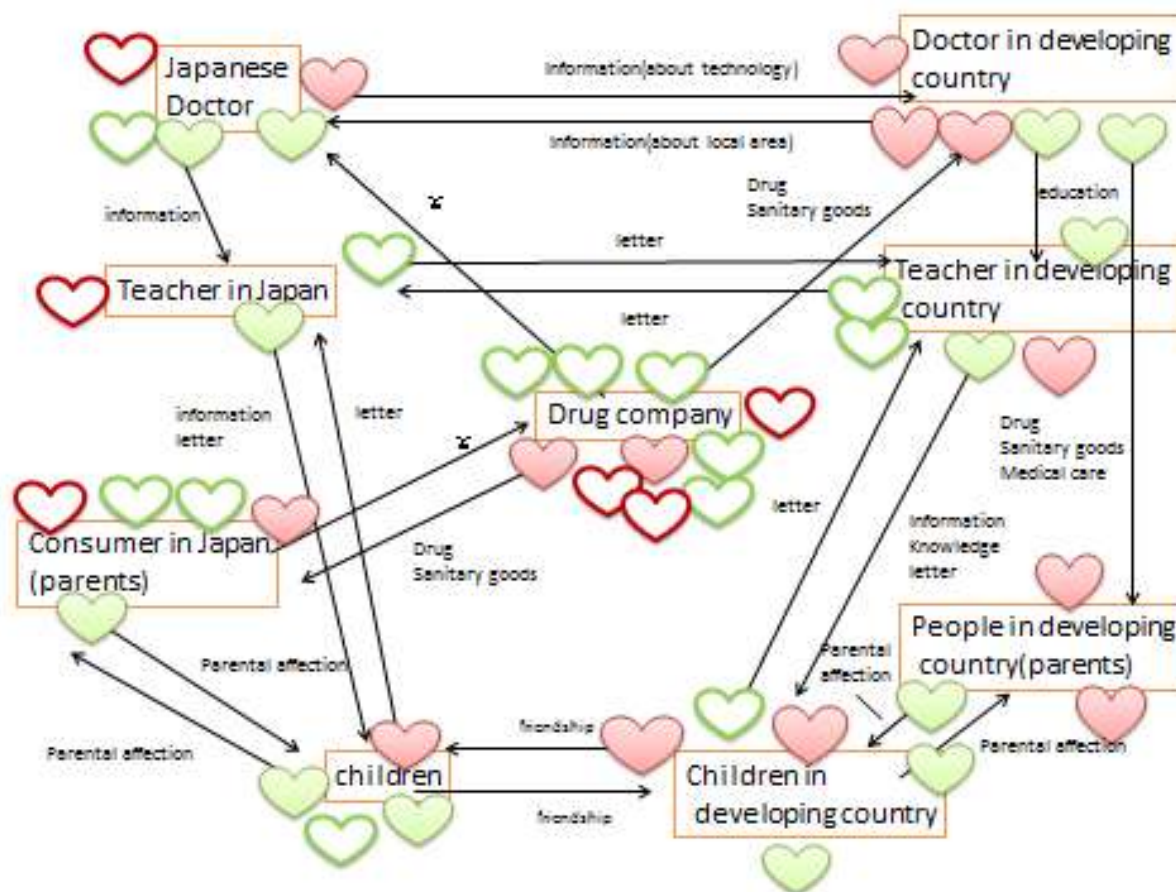 Japanese
Doctor
Information(about technology)
Doctor in developing
country
Information(about local area)
information
¥
Drug
Sanitary goods
education
letter
Teacher in Japan
Teacher in developing
country
letter
information
letter
letter
¥
Drug company
Drug
Sanitary goods
Medical care
letter
Consumer in Japan
(parents)
Drug
Sanitary goods
Information
Knowledge
letter
People in developing
country(parents)
Parental affection
Parental
affection
Parental affection
friendship
Parental affection
children
Children in
developing country
friendship